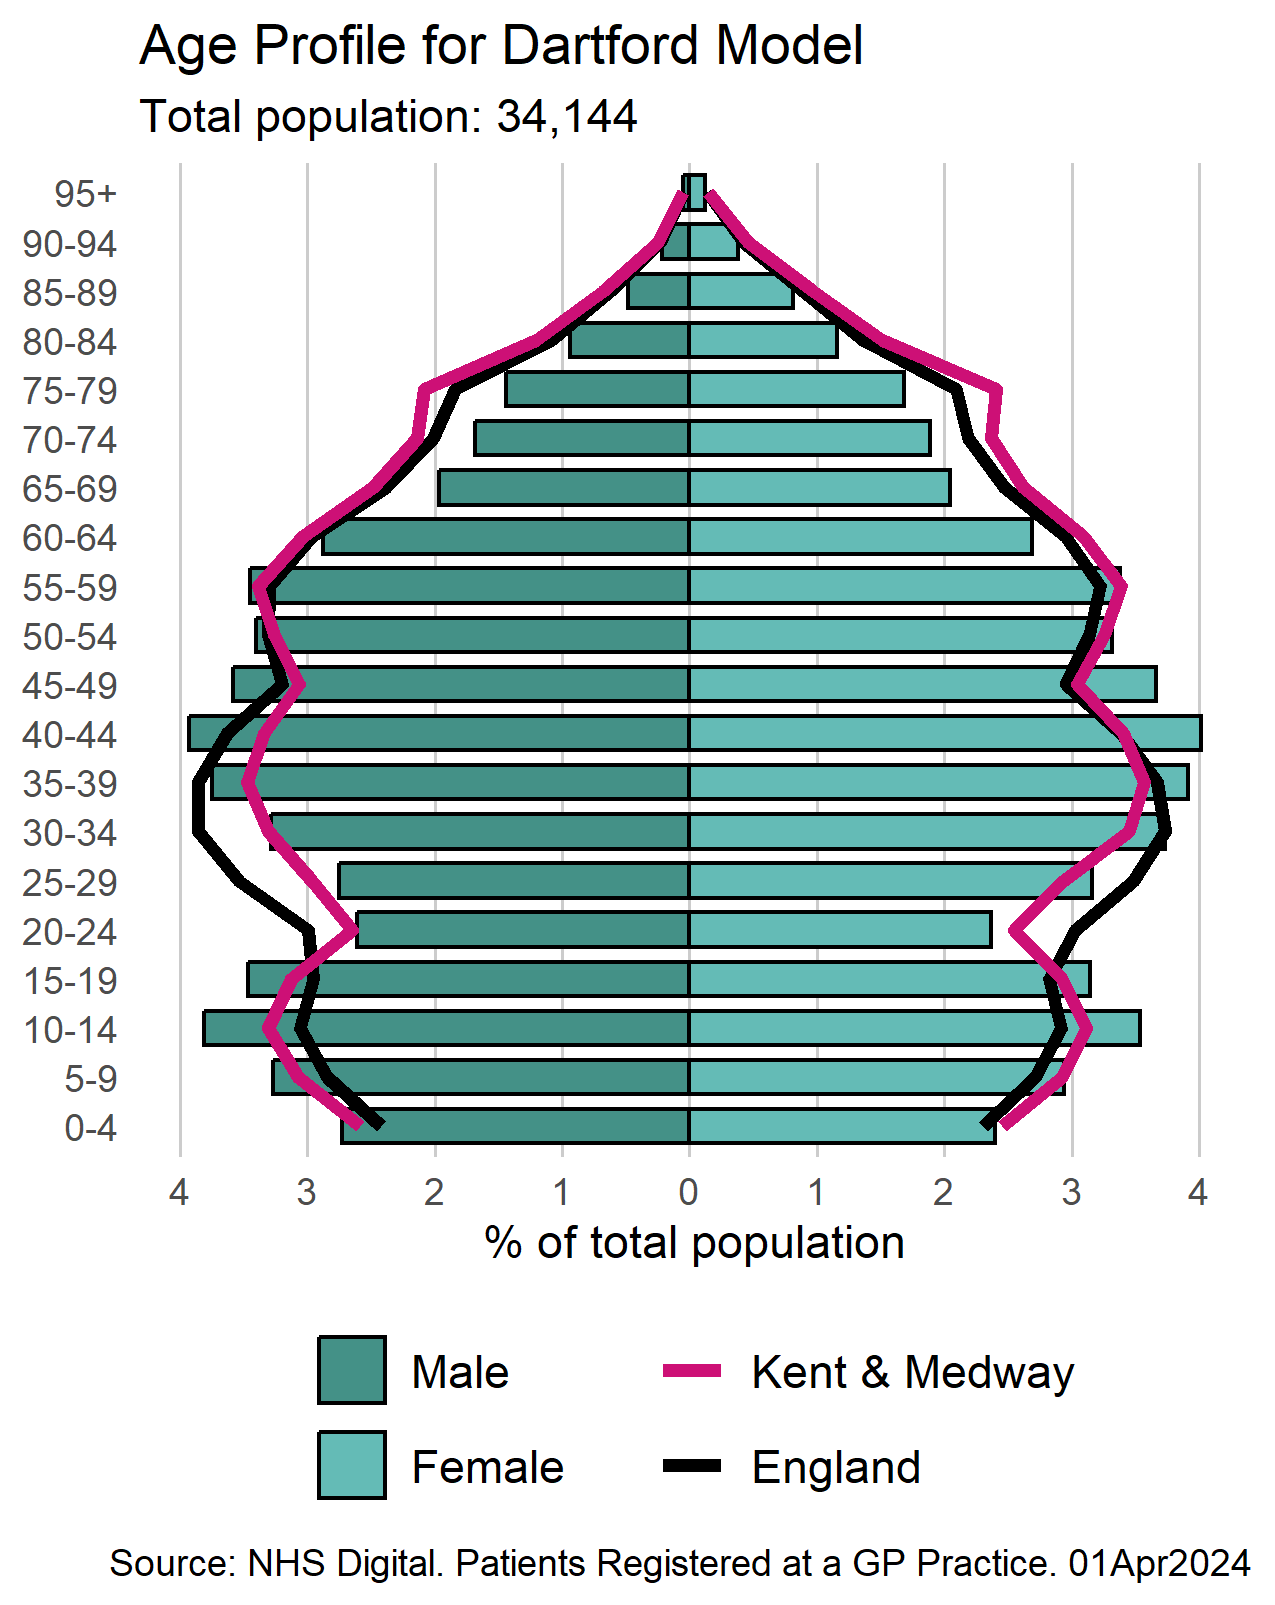 Age Profile for Dartford Model
Total population: 34,144
95+
90-94
85-89
80-84
75-79
70-74
65-69
60-64
55-59
50-54
45-49
40-44
35-39
30-34
25-29
20-24
15-19
10-14
5-9
0-4
4 3 2 1 0 1 2 3 4
% of total population
Male Kent & Medway
Female England
Source: NHS Digital. Patients Registered at a GP Practice. 01Apr2024